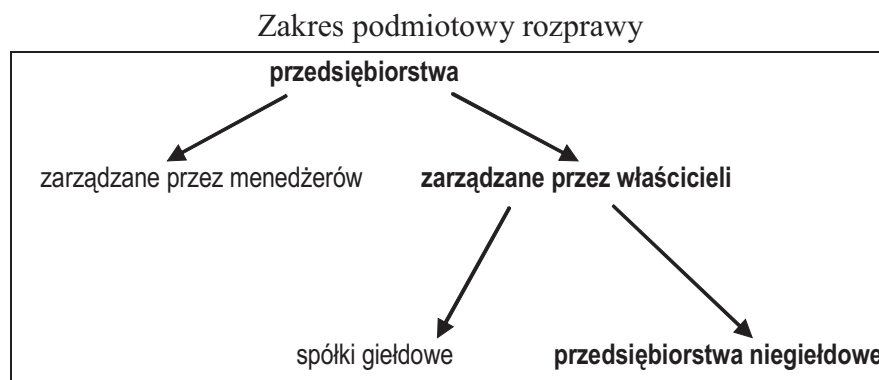 Zakres podmiotowy rozprawy
przedsiębiorstwa
zarządzane przez menedżerów zarządzane przez właścicieli
spółki giełdowe przedsiębiorstwa niegiełdowe